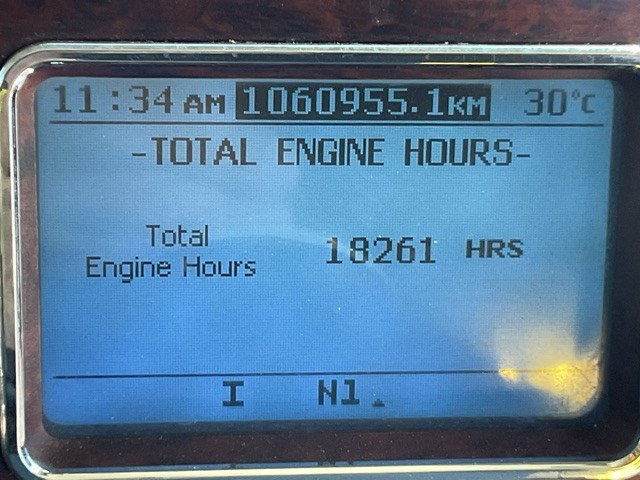 11:34 AM 1060955.1KM 30°C
-TOTAL ENGINE HOURS-
Total
Engine Hours 18261 HRS
I N1